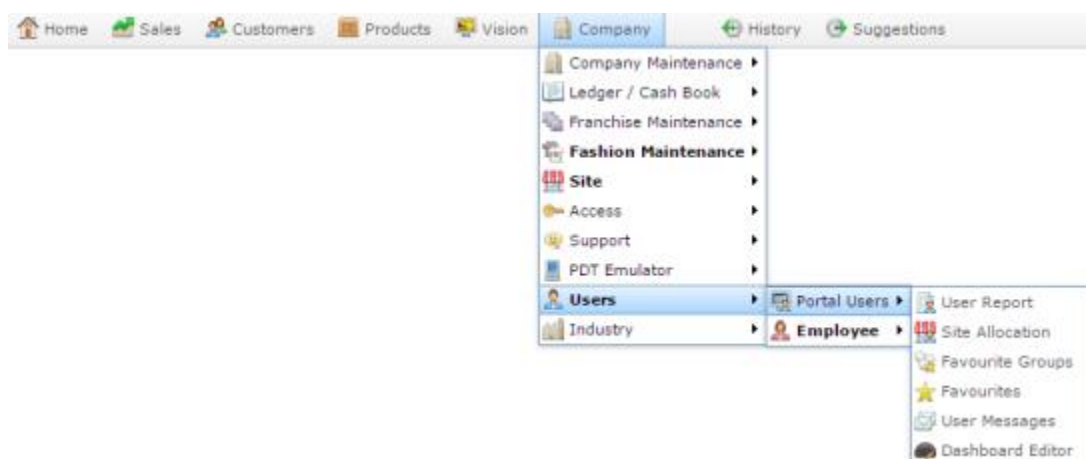 Home Sales Customers Products Vision Company History Suggestions
Company Maintenance
Ledger / Cash Book
Franchise Maintenance
Fashion Maintenance
Site
Access
Support
PDT Emulator
Users Portal Users User Report
Industry Employee Site Allocation
Favourite Groups
Favourites
User Messages
Dashboard Editor